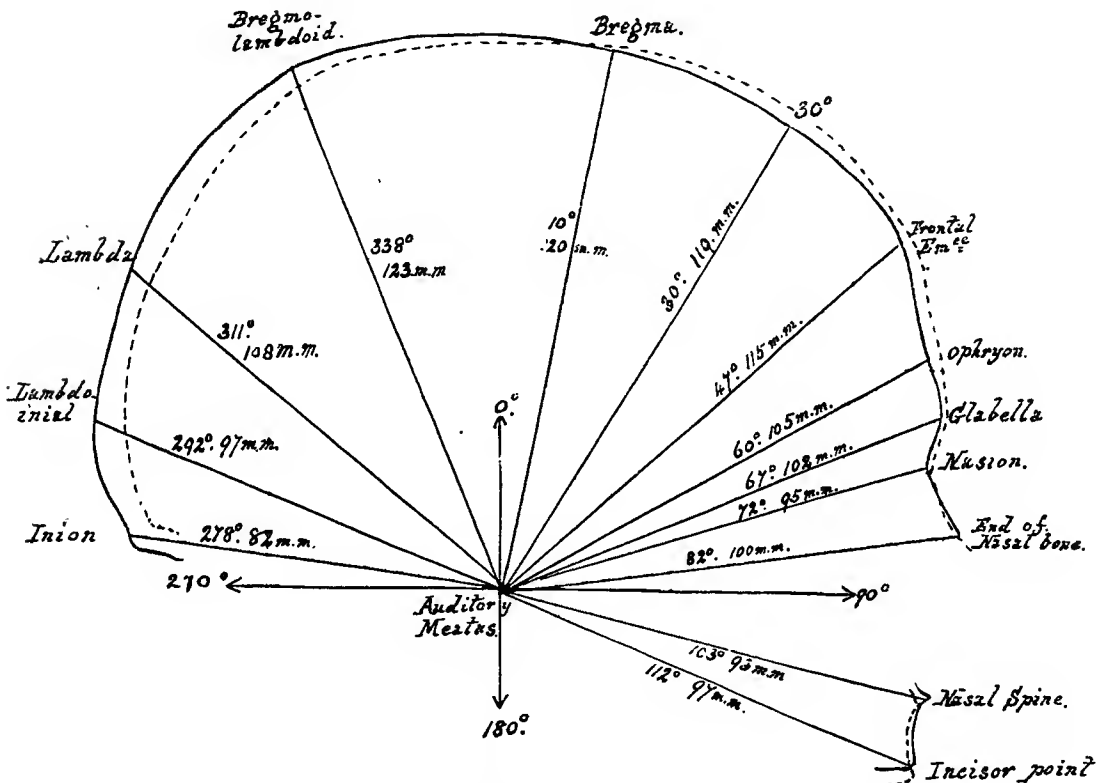 Bregmo-
lambdoid.
Bregma.
30°
Frontal
Em^ce
Lambda
338°
123 m.m
10°
:20 m.m.
30°. 119. m.m.
311.°
108 m.m.
47°. 115 m.m.
Ophryon.
Lambdo.
inial
0.°
60°. 105 m.m.
Glabella
292°. 97 m.m.
67°. 102 m.m.
Nasion.
72°. 95 m.m.
Inion
278°. 82 m.m.
82°. 100 m.m.
End of.
Nasal bone.
270°
Auditory
Meatus.
90°
103° 93 m.m
112° 97 m.m.
Nasal Spine.
180°.
Incisor point